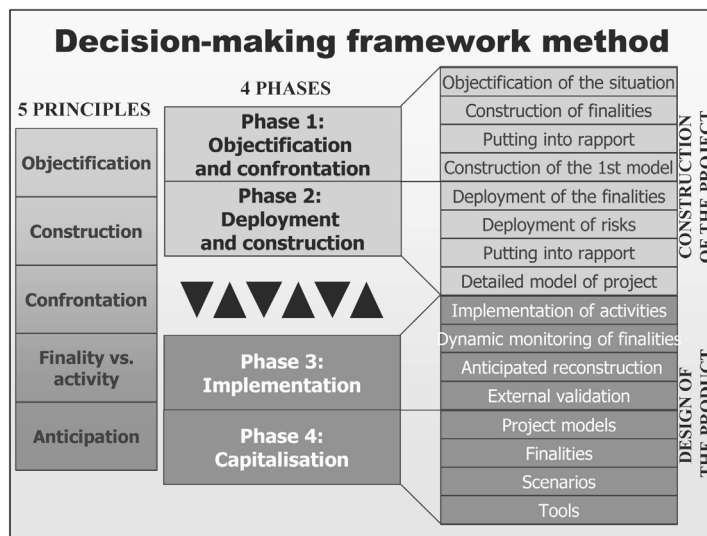 Decision-making framework method
5 PRINCIPLES
Objectification
Construction
Confrontation
Finality vs.
activity
Anticipation
4 PHASES
Phase 1:
Objectification
and confrontation
Phase 2:
Deployment
and construction
Phase 3:
Implementation
Phase 4:
Capitalisation
Objectification of the situation
Construction of finalities
Putting into rapport
Construction of the 1st model
Deployment of the finalities
Deployment of risks
Putting into rapport
Detailed model of project
Implementation of activities
Dynamic monitoring of finalities
Anticipated reconstruction
External validation
Project models
Finalities
Scenarios
Tools
CONSTRUCTION
OF THE PROJECT
DESIGN OF
THE PRODUCT